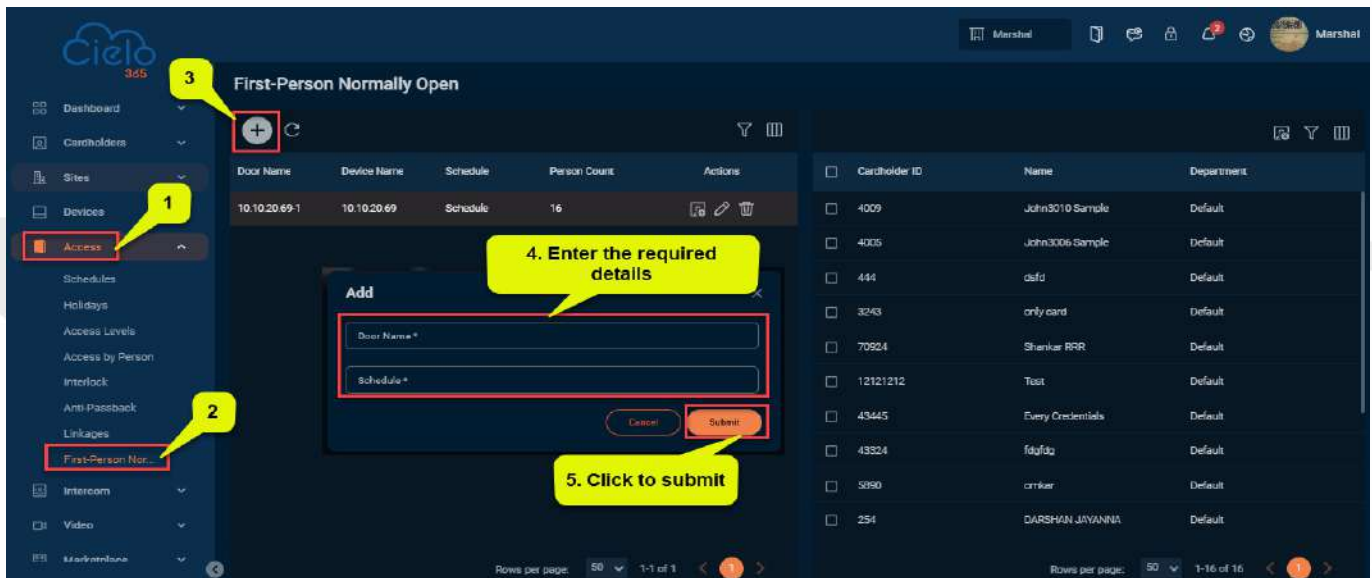 Cielo
365
Marshal
2
Marshal
Dashboard
Cardholders
Sites
Devices
Access
Schedules
Holidays
Access Levels
Access by Person
Interlock
Anti-Passback
Linkages
First-Person Nor...
Intercom
Video
Marketplace
1
2
3
First-Person Normally Open
Door Name Device Name Schedule Person Count Actions
10.10.20.69-1 10.10.20.69 Schedule 16
4. Enter the required
details
Add
Door Name*
Schedule*
Cancel Submit
5. Click to submit
Rows per page: 50 1-1 of 1 1
Cardholder ID Name Department
4009 John3010 Sample Default
4005 John3006 Sample Default
444 dsfd Default
3243 only card Default
70924 Shankar RRR Default
12121212 Test Default
43445 Every Credentials Default
43324 fdgfdg Default
5890 omkar Default
254 DARSHAN JAYANNA Default
Rows per page: 50 1-16 of 16 1